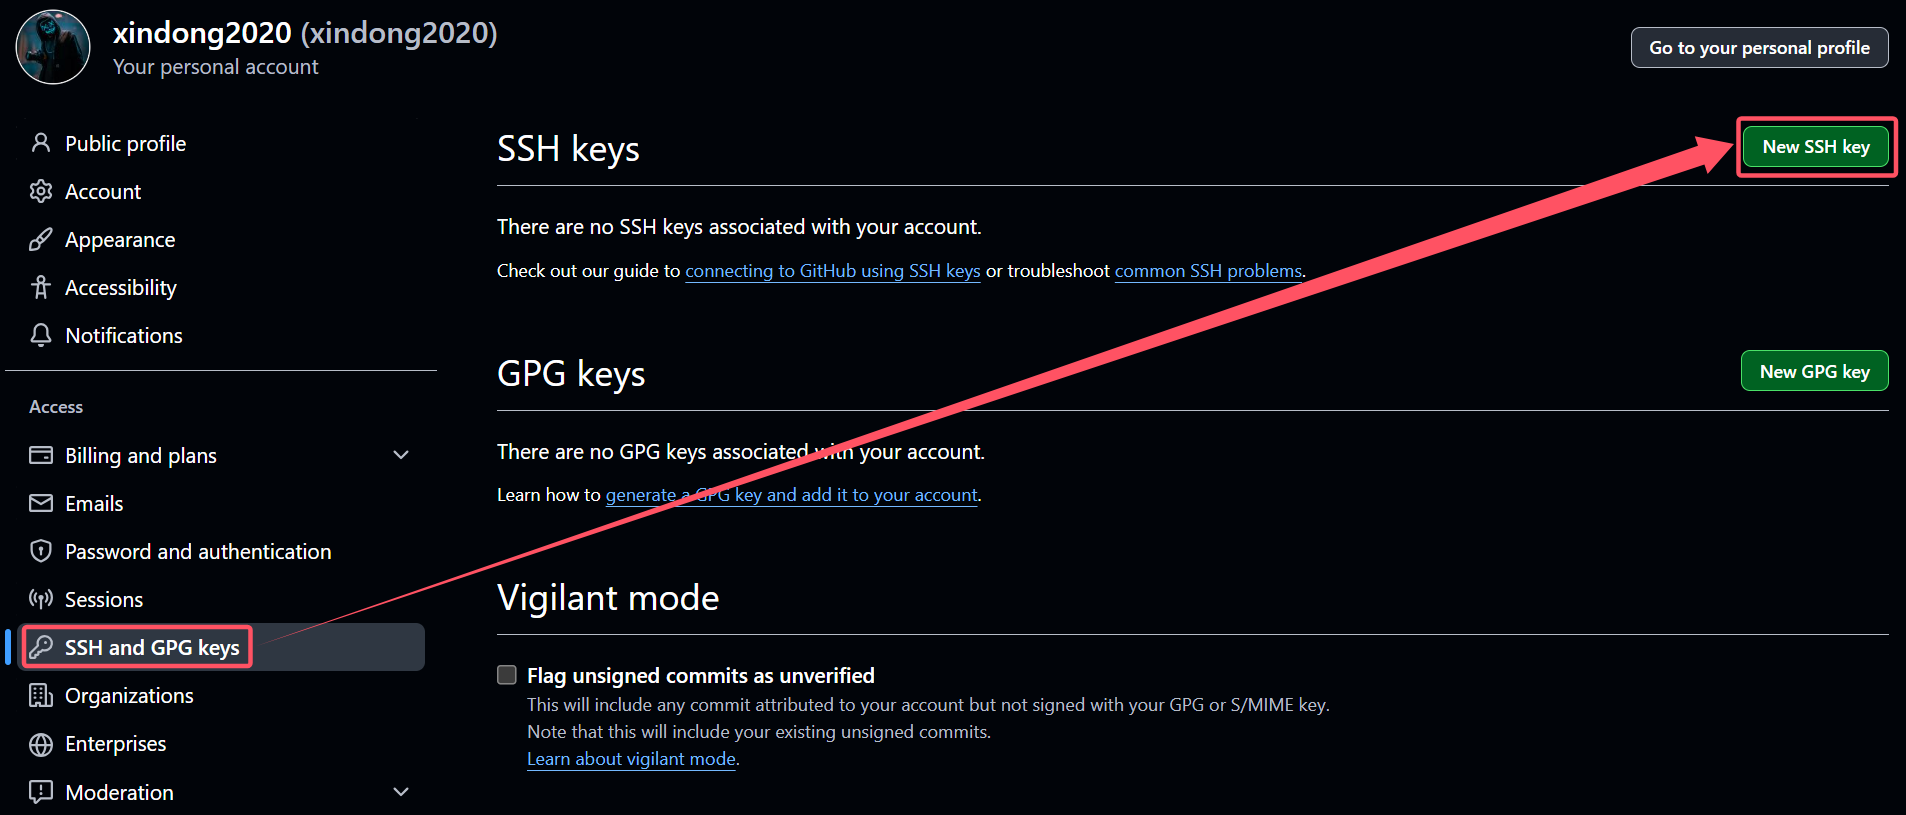 xindong2020 (xindong2020)
Your personal account
Go to your personal profile
Public profile
Account
Appearance
Accessibility
Notifications
Access
Billing and plans
Emails
Password and authentication
Sessions
SSH and GPG keys
Organizations
Enterprises
Moderation
SSH keys
New SSH key
There are no SSH keys associated with your account.
Check out our guide to connecting to GitHub using SSH keys or troubleshoot common SSH problems.
GPG keys
New GPG key
There are no GPG keys associated with your account.
Learn how to generate a GPG key and add it to your account.
Vigilant mode
Flag unsigned commits as unverified
This will include any commit attributed to your account but not signed with your GPG or S/MIME key.
Note that this will include your existing unsigned commits.
Learn about vigilant mode.